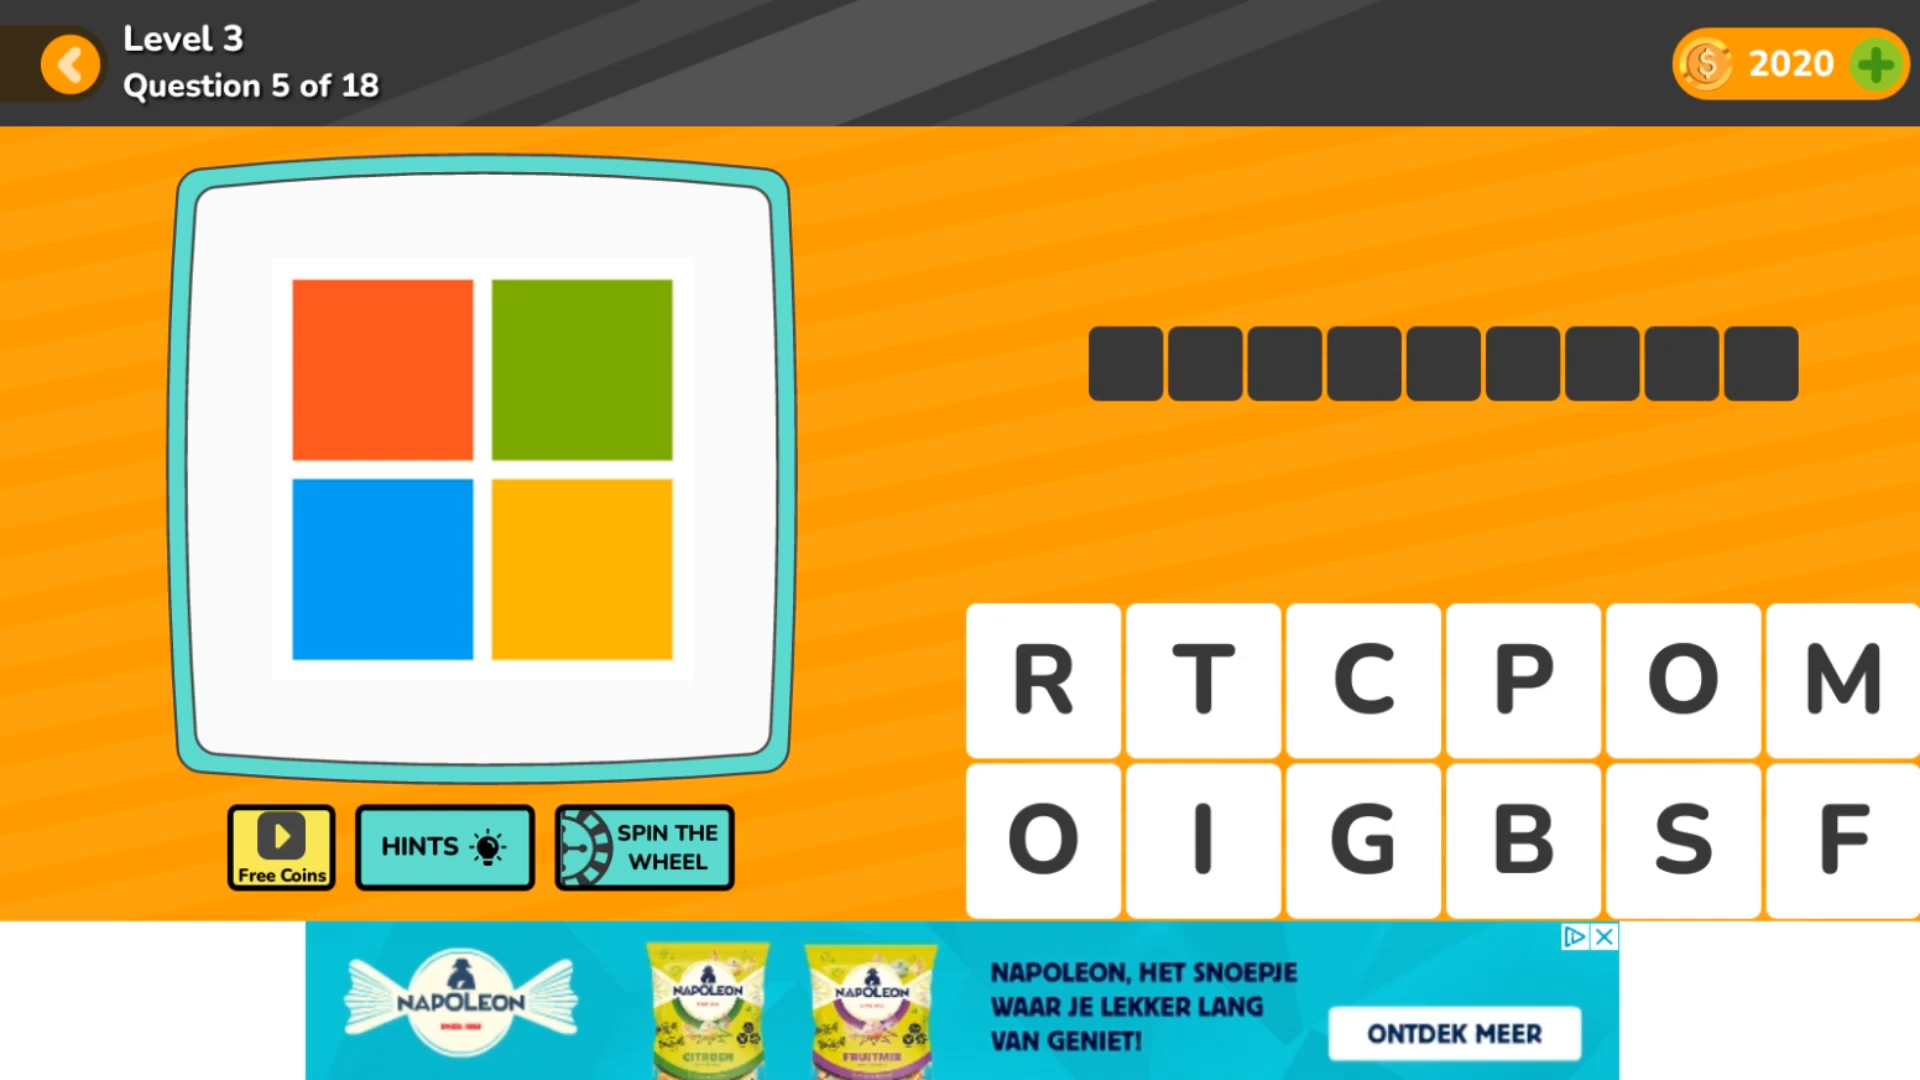 Level 3
Question 5 of 18
2020
R T C P O M
O I G B S F
Free Coins
HINTS
SPIN THE
WHEEL
NAPOLEON
NAPOLEON
CITROEN
NAPOLEON
FRUITMIX
NAPOLEON, HET SNOEPJE
WAAR JE LEKKER LANG
VAN GENIET!
ONTDEK MEER